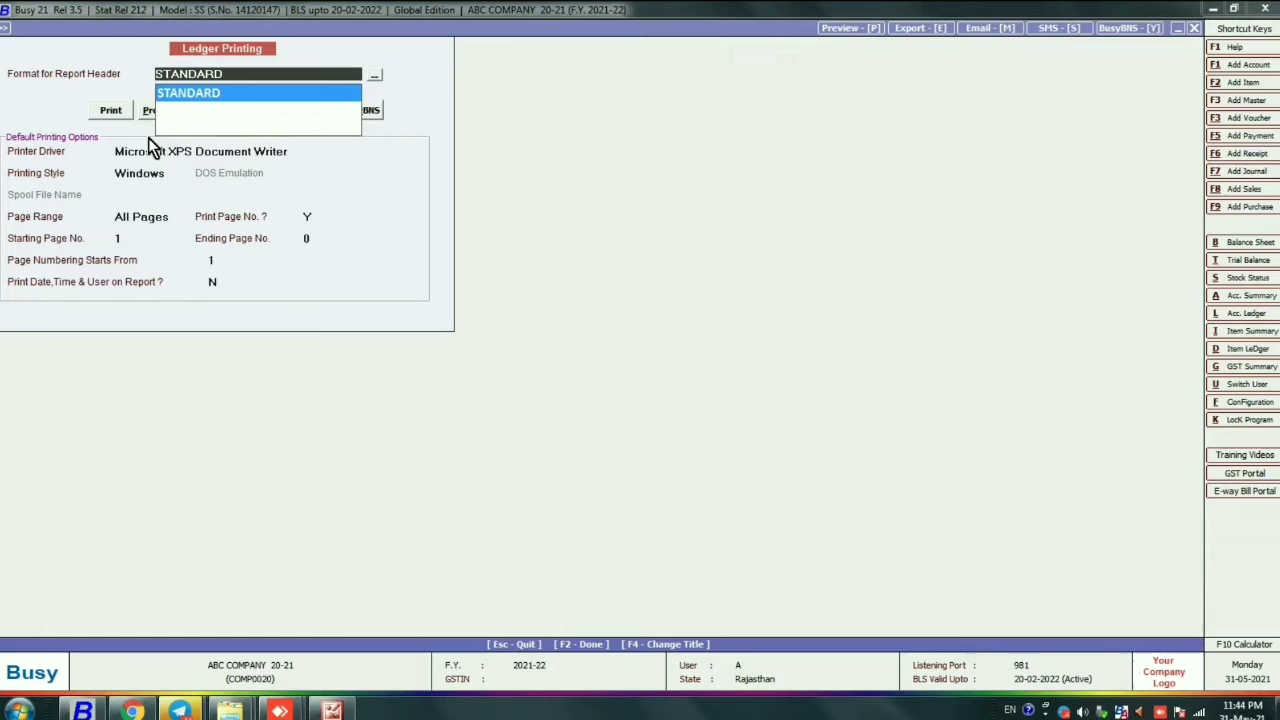 Busy 21 Rel 3.5 | Stat Rel 212 | Model : SS (S.No. 14120147) | BLS upto 20-02-2022 | Global Edition | ABC COMPANY 20-21 (F.Y. 2021-22)
>> Preview - [P] Export - [E] Email - [M] SMS - [S] BusyBNS - [Y]
Shortcut Keys
Ledger Printing
Format for Report Header STANDARD ...
STANDARD
Print Pr BNS
Default Printing Options
Printer Driver Micros t XPS Document Writer
Printing Style Windows DOS Emulation
Spool File Name
Page Range All Pages Print Page No. ? Y
Starting Page No. 1 Ending Page No. 0
Page Numbering Starts From 1
Print Date,Time & User on Report ? N
F1 Help
F1 Add Account
F2 Add Item
F3 Add Master
F3 Add Voucher
F5 Add Payment
F6 Add Receipt
F7 Add Journal
F8 Add Sales
F9 Add Purchase
B Balance Sheet
T Trial Balance
S Stock Status
A Acc. Summary
L Acc. Ledger
I Item Summary
D Item LeDger
G GST Summary
U Switch User
F ConFiguration
K LocK Program
Training Videos
GST Portal
E-way Bill Portal
[ Esc - Quit ] [ F2 - Done ] [ F4 - Change Title ]
F10 Calculator
Busy
ABC COMPANY 20-21
(COMP0020)
F.Y. : 2021-22
GSTIN :
User : A
State : Rajasthan
Listening Port : 981
BLS Valid Upto : 20-02-2022 (Active)
Your
Company
Logo
Monday
31-05-2021
EN 11:44 PM
31-May-21